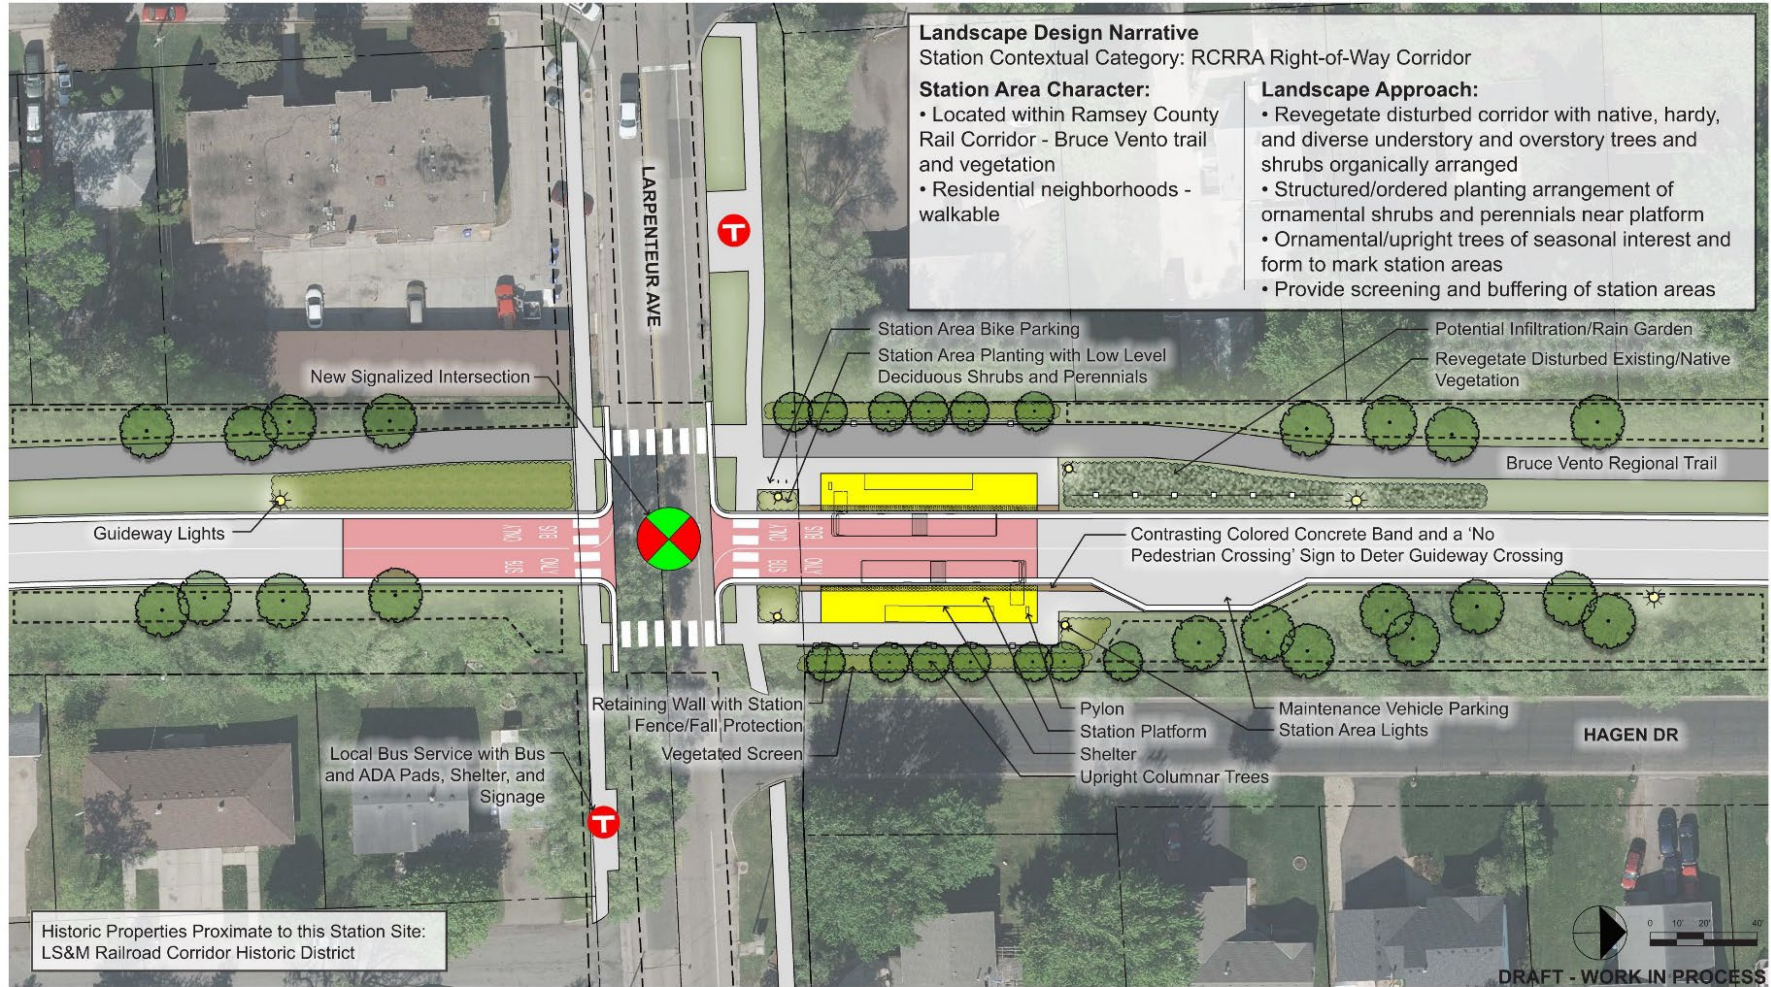 Landscape Design Narrative
Station Contextual Category: RCRRA Right-of-Way Corridor
Station Area Character:
• Located within Ramsey County
Rail Corridor - Bruce Vento trail
and vegetation
• Residential neighborhoods -
walkable
Landscape Approach:
• Revegetate disturbed corridor with native, hardy,
and diverse understory and overstory trees and
shrubs organically arranged
• Structured/ordered planting arrangement of
ornamental shrubs and perennials near platform
• Ornamental/upright trees of seasonal interest and
form to mark station areas
• Provide screening and buffering of station areas
LARPENTEUR AVE
T
Station Area Bike Parking
Station Area Planting with Low Level
Deciduous Shrubs and Perennials
Potential Infiltration/Rain Garden
Revegetate Disturbed Existing/Native
Vegetation
New Signalized Intersection
Bruce Vento Regional Trail
Guideway Lights
ONLY
BUS
ONLY
BUS
BUS
ONLY
BUS
ONLY
Contrasting Colored Concrete Band and a ‘No
Pedestrian Crossing’ Sign to Deter Guideway Crossing
Retaining Wall with Station
Fence/Fall Protection
Vegetated Screen
Pylon
Station Platform
Shelter
Upright Columnar Trees
Maintenance Vehicle Parking
Station Area Lights
HAGEN DR
Local Bus Service with Bus
and ADA Pads, Shelter, and
Signage
T
Historic Properties Proximate to this Station Site:
LS&M Railroad Corridor Historic District
0 10' 20' 40'
DRAFT - WORK IN PROCESS